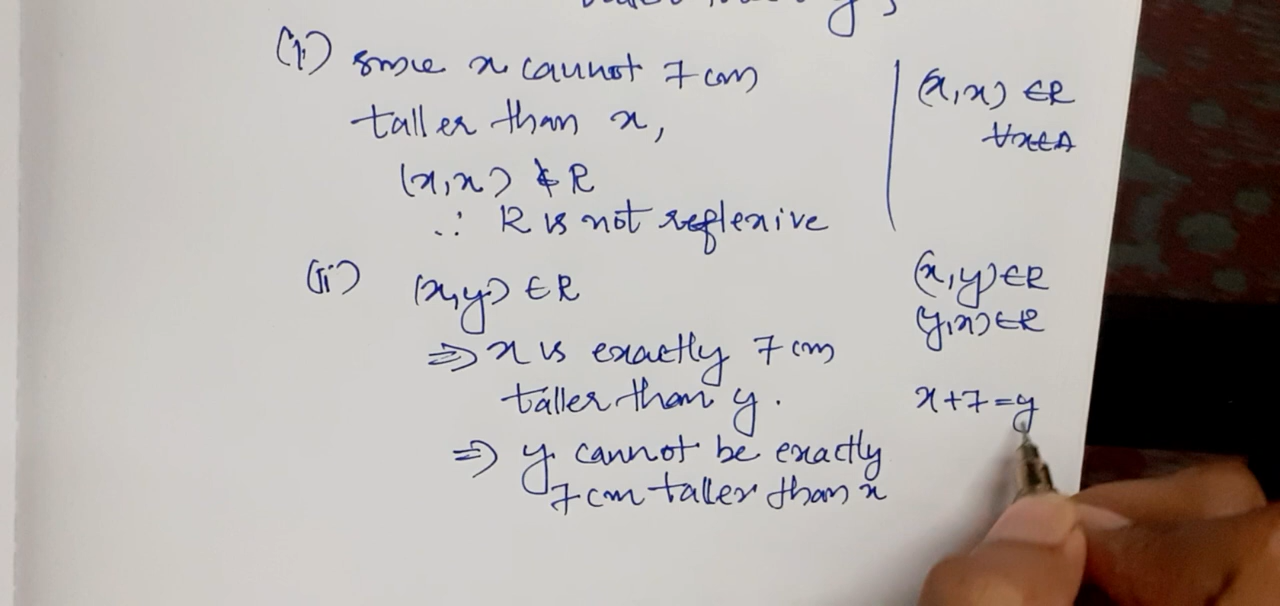 (i) since x cannot 7 cm
taller than x,
(x,x) ∉ R
∴ R is not reflexive
(x,x) ∈R
∀x∈A
(ii) (x,y) ∈ R
⇒ x is exactly 7 cm
taller than y.
⇒ y cannot be exactly
7 cm taller than x
(x,y)∈R
(y,x)∈R
x+7=y